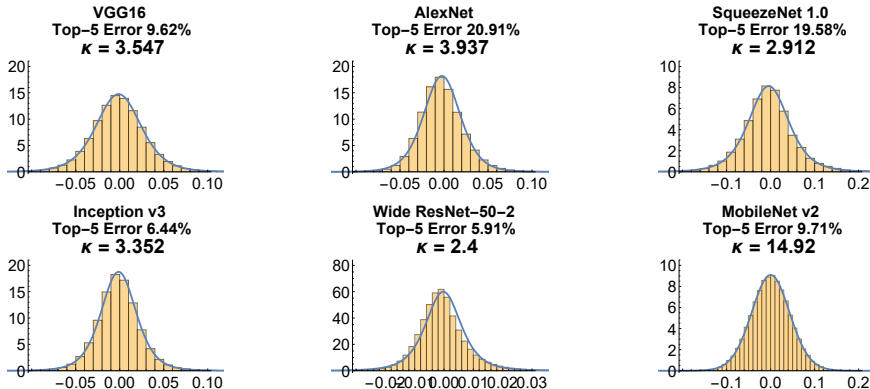 VGG16
Top-5 Error 9.62%
κ = 3.547
20
15
10
5
0
-0.05 0.00 0.05 0.10
AlexNet
Top-5 Error 20.91%
κ = 3.937
20
15
10
5
0
-0.05 0.00 0.05 0.10
SqueezeNet 1.0
Top-5 Error 19.58%
κ = 2.912
10
8
6
4
2
0
-0.1 0.0 0.1 0.2
Inception v3
Top-5 Error 6.44%
κ = 3.352
20
15
10
5
0
-0.05 0.00 0.05 0.10
Wide ResNet-50-2
Top-5 Error 5.91%
κ = 2.4
80
60
40
20
0
-0.02 -0.01 0.00 0.01 0.02 0.03
MobileNet v2
Top-5 Error 9.71%
κ = 14.92
10
8
6
4
2
0
-0.1 0.0 0.1 0.2